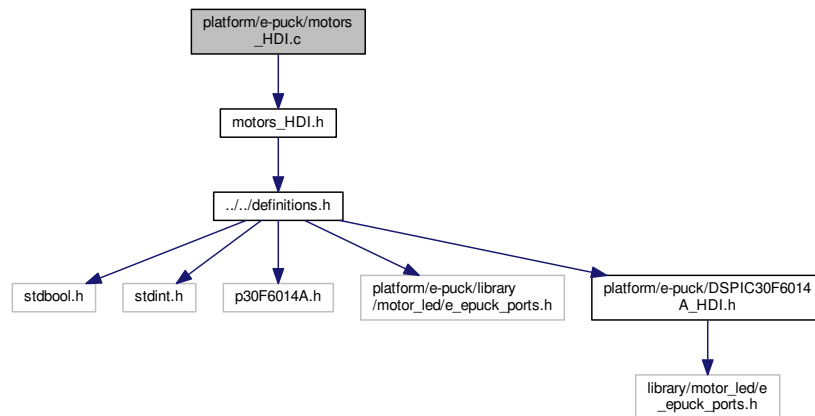 platform/e-puck/motors
_HDI.c
motors_HDI.h
../../definitions.h
stdbool.h
stdint.h
p30F6014A.h
platform/e-puck/library
/motor_led/e_epuck_ports.h
platform/e-puck/DSPIC30F6014
A_HDI.h
library/motor_led/e
_epuck_ports.h